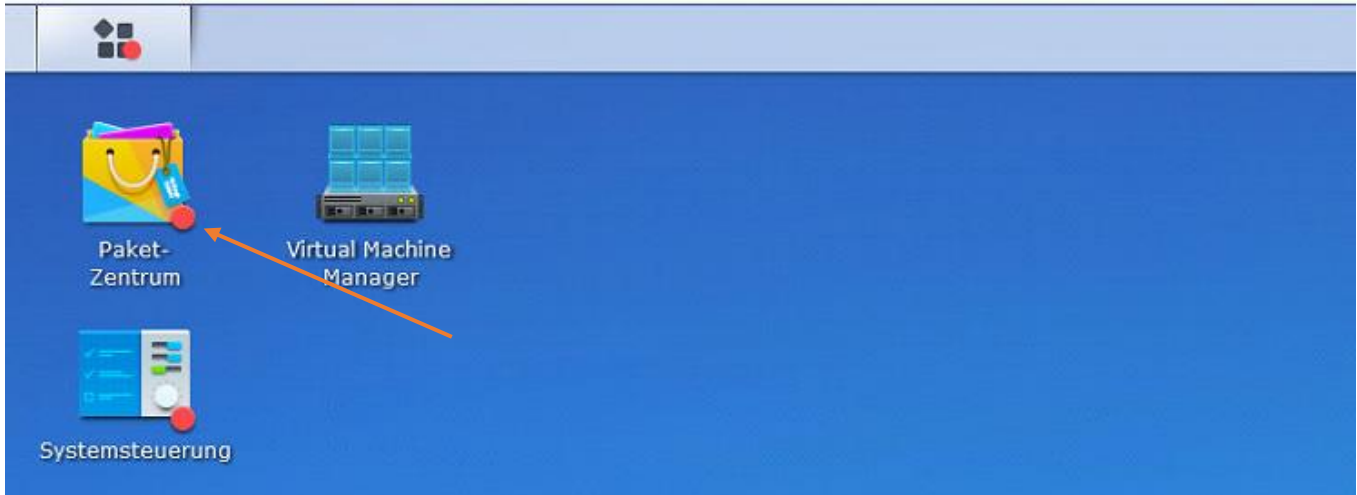 Paket-
Zentrum
Virtual Machine
Manager
Systemsteuerung